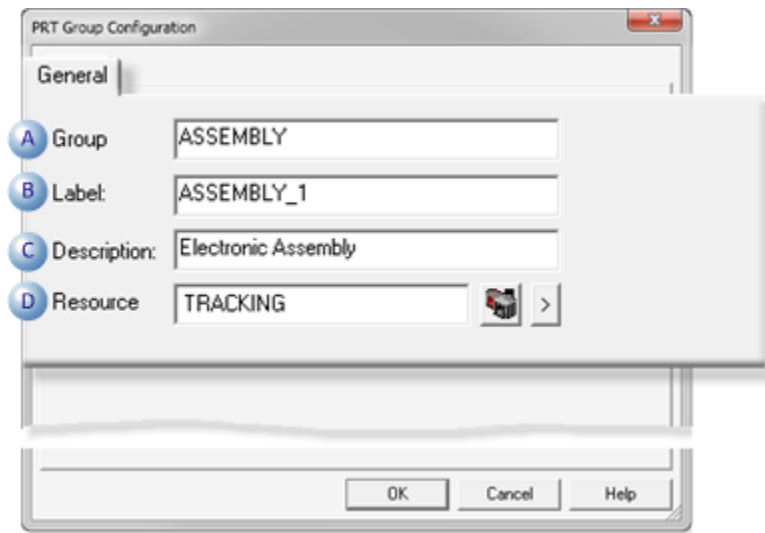 PRT Group Configuration
General
A Group ASSEMBLY
B Label: ASSEMBLY_1
C Description: Electronic Assembly
D Resource TRACKING >
OK Cancel Help